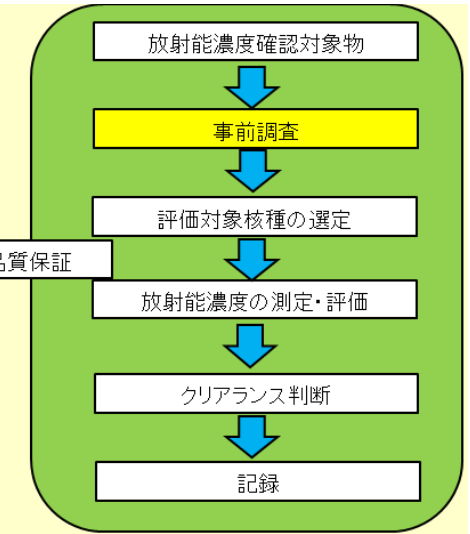 放射能濃度確認対象物
事前調査
評価対象核種の選定
品質保証
放射能濃度の測定・評価
クリアランス判断
記録